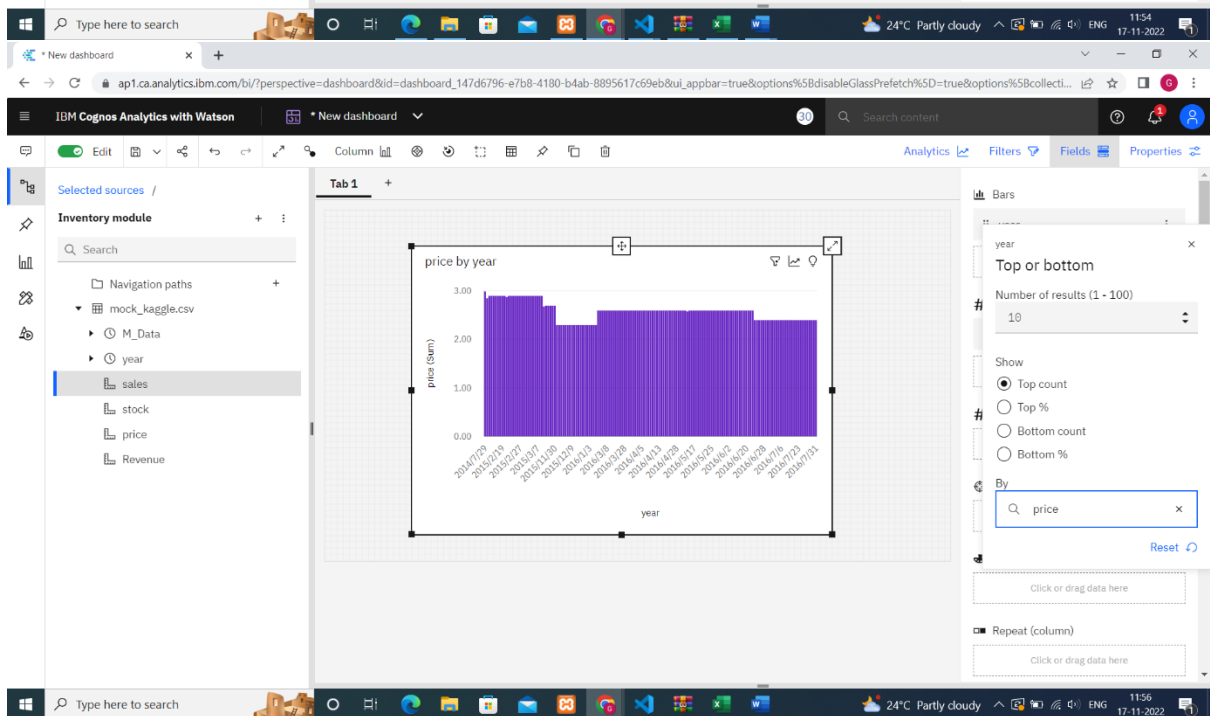 Type here to search
24°C Partly cloudy
ENG
11:54
17-11-2022
* New dashboard
ap1.ca.analytics.ibm.com/bi/?perspective=dashboard&id=dashboard_147d6796-e7b8-4180-b4ab-8895617c69eb&ui_appbar=true&options%5BdisableGlassPrefetch%5D=true&options%5Bcollecti...
G
IBM Cognos Analytics with Watson
* New dashboard
30
Search content
1
Edit
Column
Analytics
Filters
Fields
Properties
Selected sources /
Inventory module
Search
Navigation paths
mock_kaggle.csv
M_Data
year
sales
stock
price
Revenue
Tab 1
price by year
3.00
2.00
1.00
0.00
price (Sum)
2014/7/29
2015/2/19
2015/2/27
2015/3/7
2015/11/30
2015/12/9
2016/1/3
2016/3/8
2016/3/28
2016/4/5
2016/4/13
2016/4/28
2016/5/17
2016/5/25
2016/6/2
2016/6/20
2016/6/28
2016/7/6
2016/7/23
2016/7/31
year
Bars
year
Top or bottom
Number of results (1 - 100)
10
Show
Top count
Top %
Bottom count
Bottom %
By
price
Reset
Click or drag data here
Repeat (column)
Click or drag data here
Type here to search
24°C Partly cloudy
ENG
11:56
17-11-2022